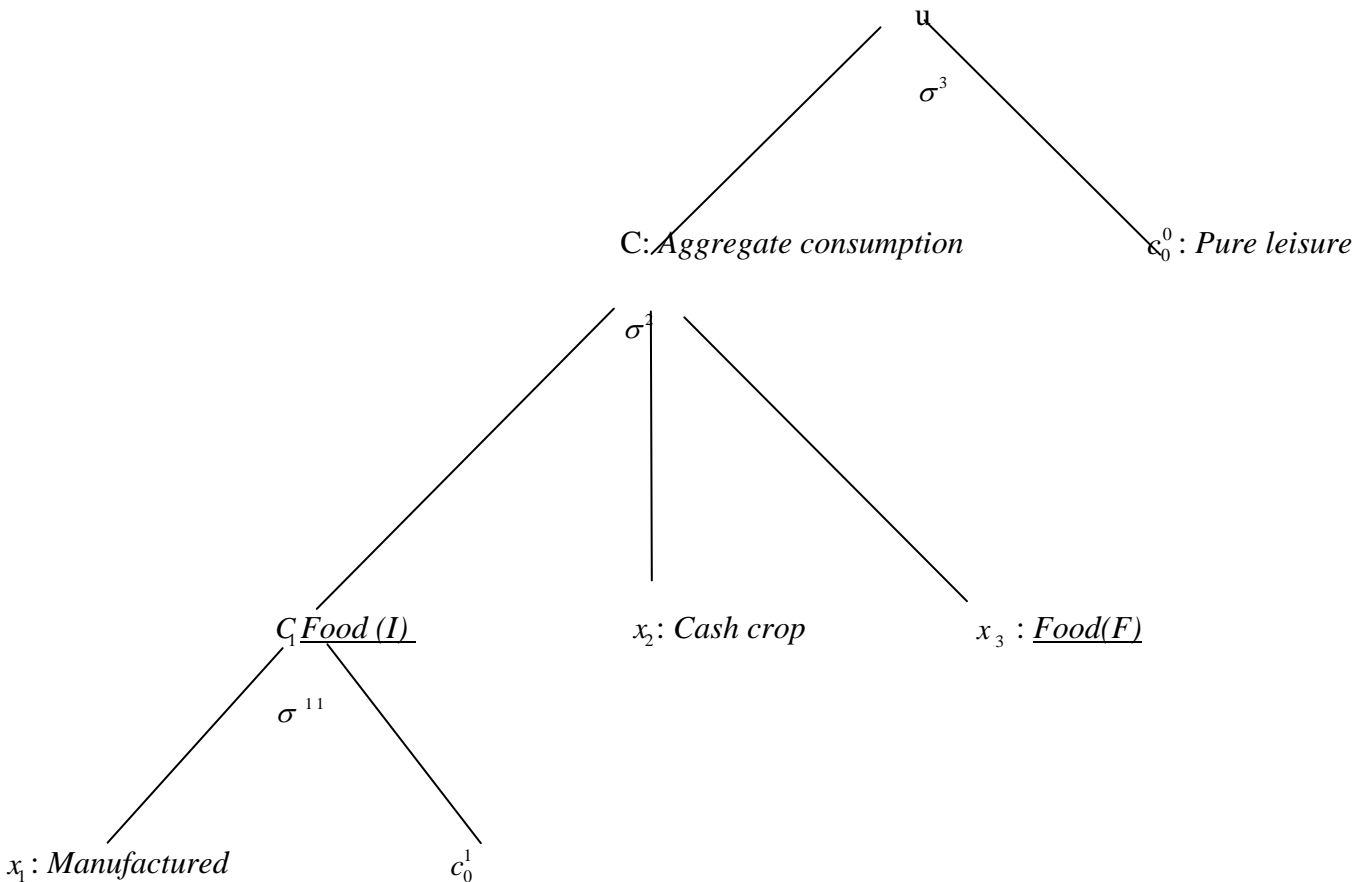 u
σ³
C: Aggregate consumption c₀⁰ : Pure leisure
σ²
C₁ Food (I) x₂: Cash crop x₃ : Food(F)
σ¹¹
x₁: Manufactured c₀¹